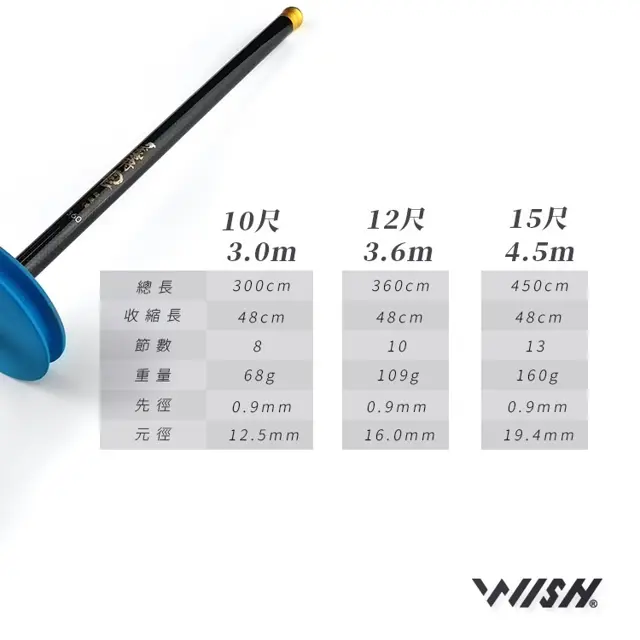 10尺 12尺 15尺
3.0m 3.6m 4.5m
總長 300cm 360cm 450cm
收縮長 48cm 48cm 48cm
節數 8 10 13
重量 68g 109g 160g
先徑 0.9mm 0.9mm 0.9mm
元徑 12.5mm 16.0mm 19.4mm
WISH®